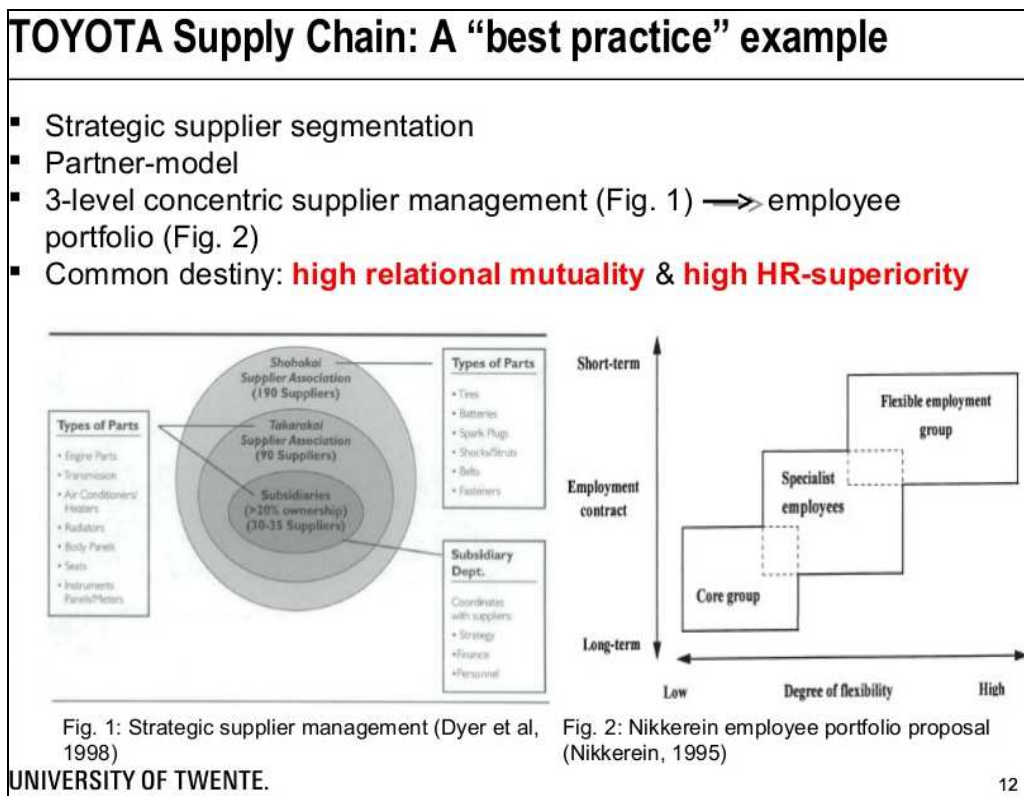 TOYOTA Supply Chain: A “best practice” example
▪ Strategic supplier segmentation
▪ Partner-model
▪ 3-level concentric supplier management (Fig. 1) —>> employee
portfolio (Fig. 2)
▪ Common destiny: high relational mutuality & high HR-superiority
Types of Parts
• Engine Parts
• Transmission
• Air Conditioners/
Heaters
• Radiators
• Body Panels
• Seats
• Instruments
Panels/Meters
Shohokai
Supplier Association
(190 Suppliers)
Takarakai
Supplier Association
(90 Suppliers)
Subsidiaries
(>20% ownership)
(30-35 Suppliers)
Types of Parts
• Tires
• Batteries
• Spark Plugs
• Shocks/Struts
• Belts
• Fasteners
Subsidiary
Dept.
Coordinates
with suppliers:
• Strategy
• Finance
• Personnel
Short-term
Employment
contract
Long-term
Flexible employment
group
Specialist
employees
Core group
Low
Degree of flexibility
High
Fig. 1: Strategic supplier management (Dyer et al,
1998)
Fig. 2: Nikkerein employee portfolio proposal
(Nikkerein, 1995)
UNIVERSITY OF TWENTE.
12